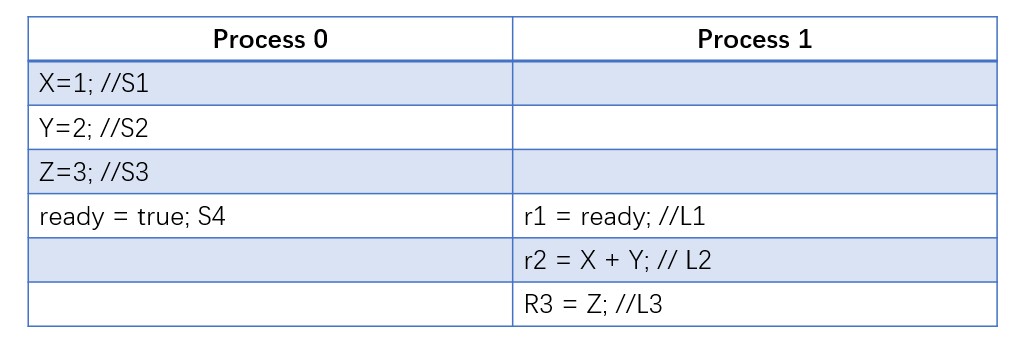 Process 0
Process 1
X=1; //S1
Y=2; //S2
Z=3; //S3
ready = true; S4
r1 = ready; //L1
r2 = X + Y; // L2
R3 = Z; //L3